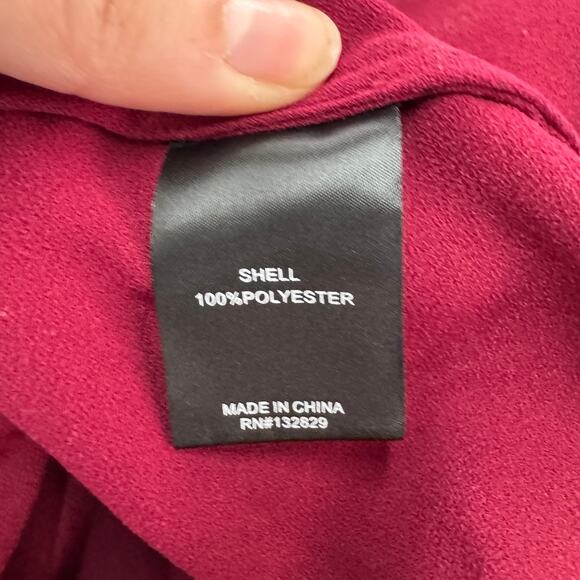 SHELL
100%POLYESTER
MADE IN CHINA
RN#132829